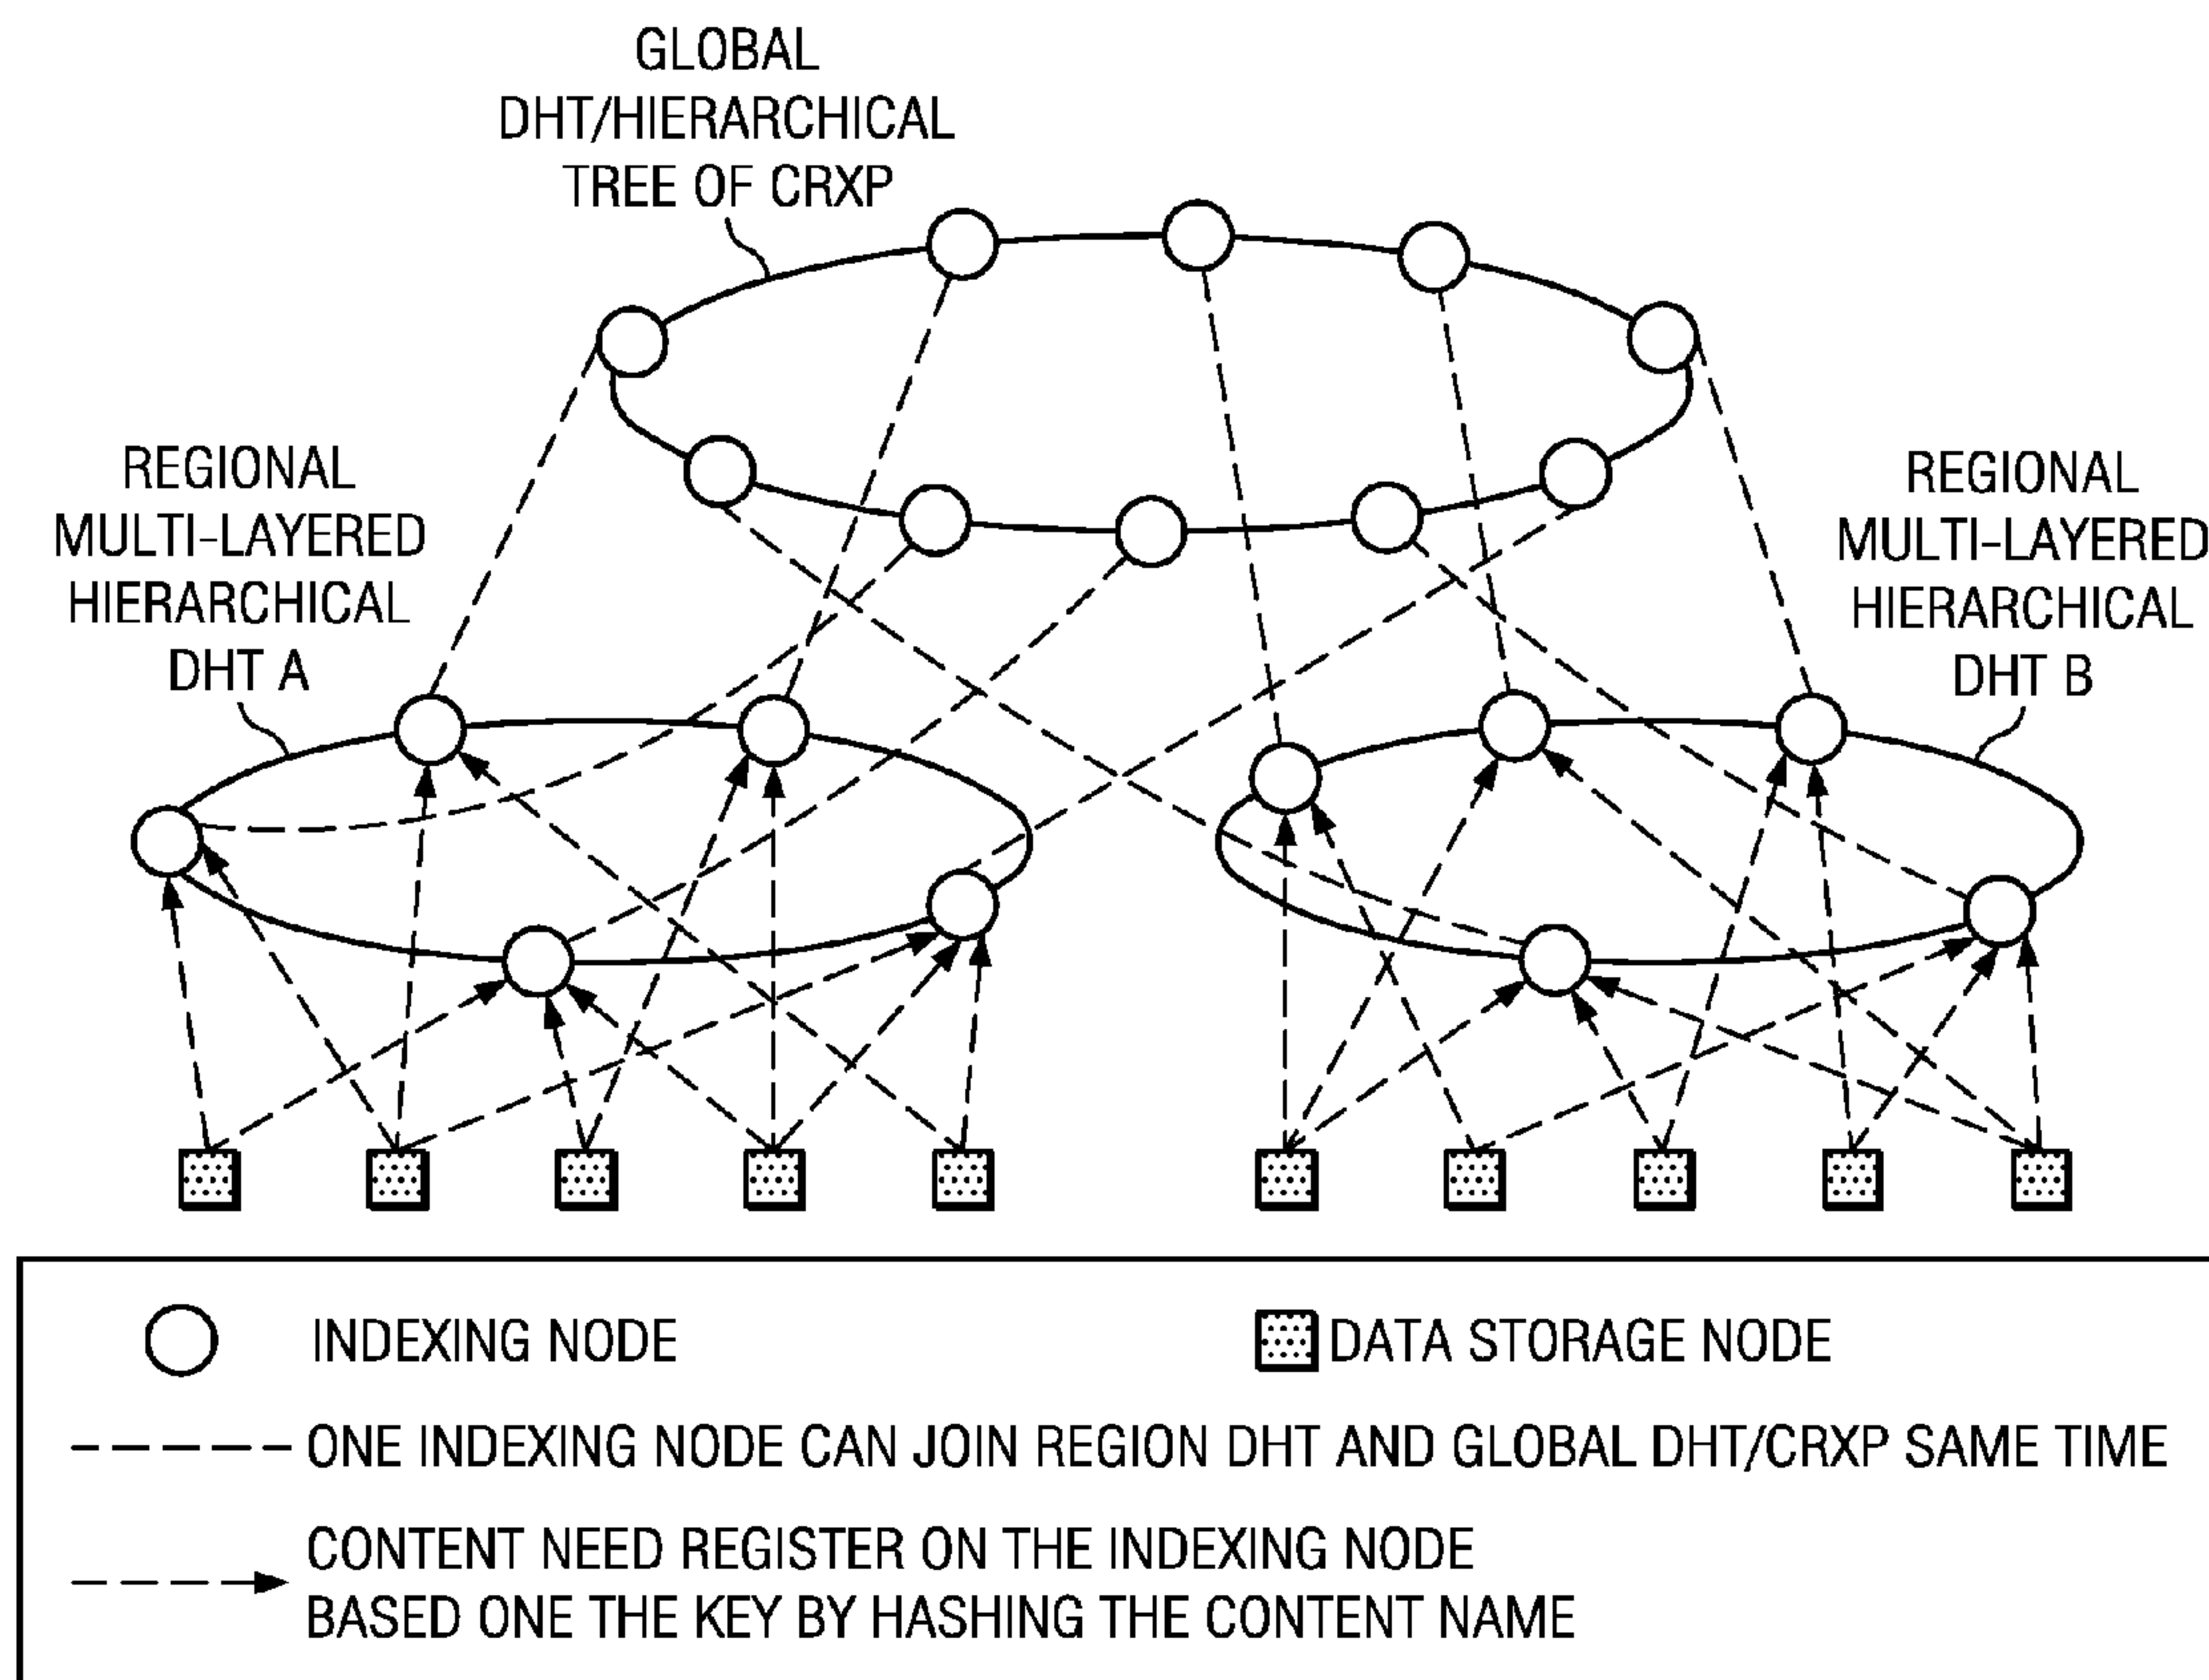 GLOBAL
DHT/HIERARCHICAL
TREE OF CRXP
REGIONAL
MULTI-LAYERED
HIERARCHICAL
DHT A
REGIONAL
MULTI-LAYERED
HIERARCHICAL
DHT B
INDEXING NODE
DATA STORAGE NODE
ONE INDEXING NODE CAN JOIN REGION DHT AND GLOBAL DHT/CRXP SAME TIME
CONTENT NEED REGISTER ON THE INDEXING NODE
BASED ONE THE KEY BY HASHING THE CONTENT NAME